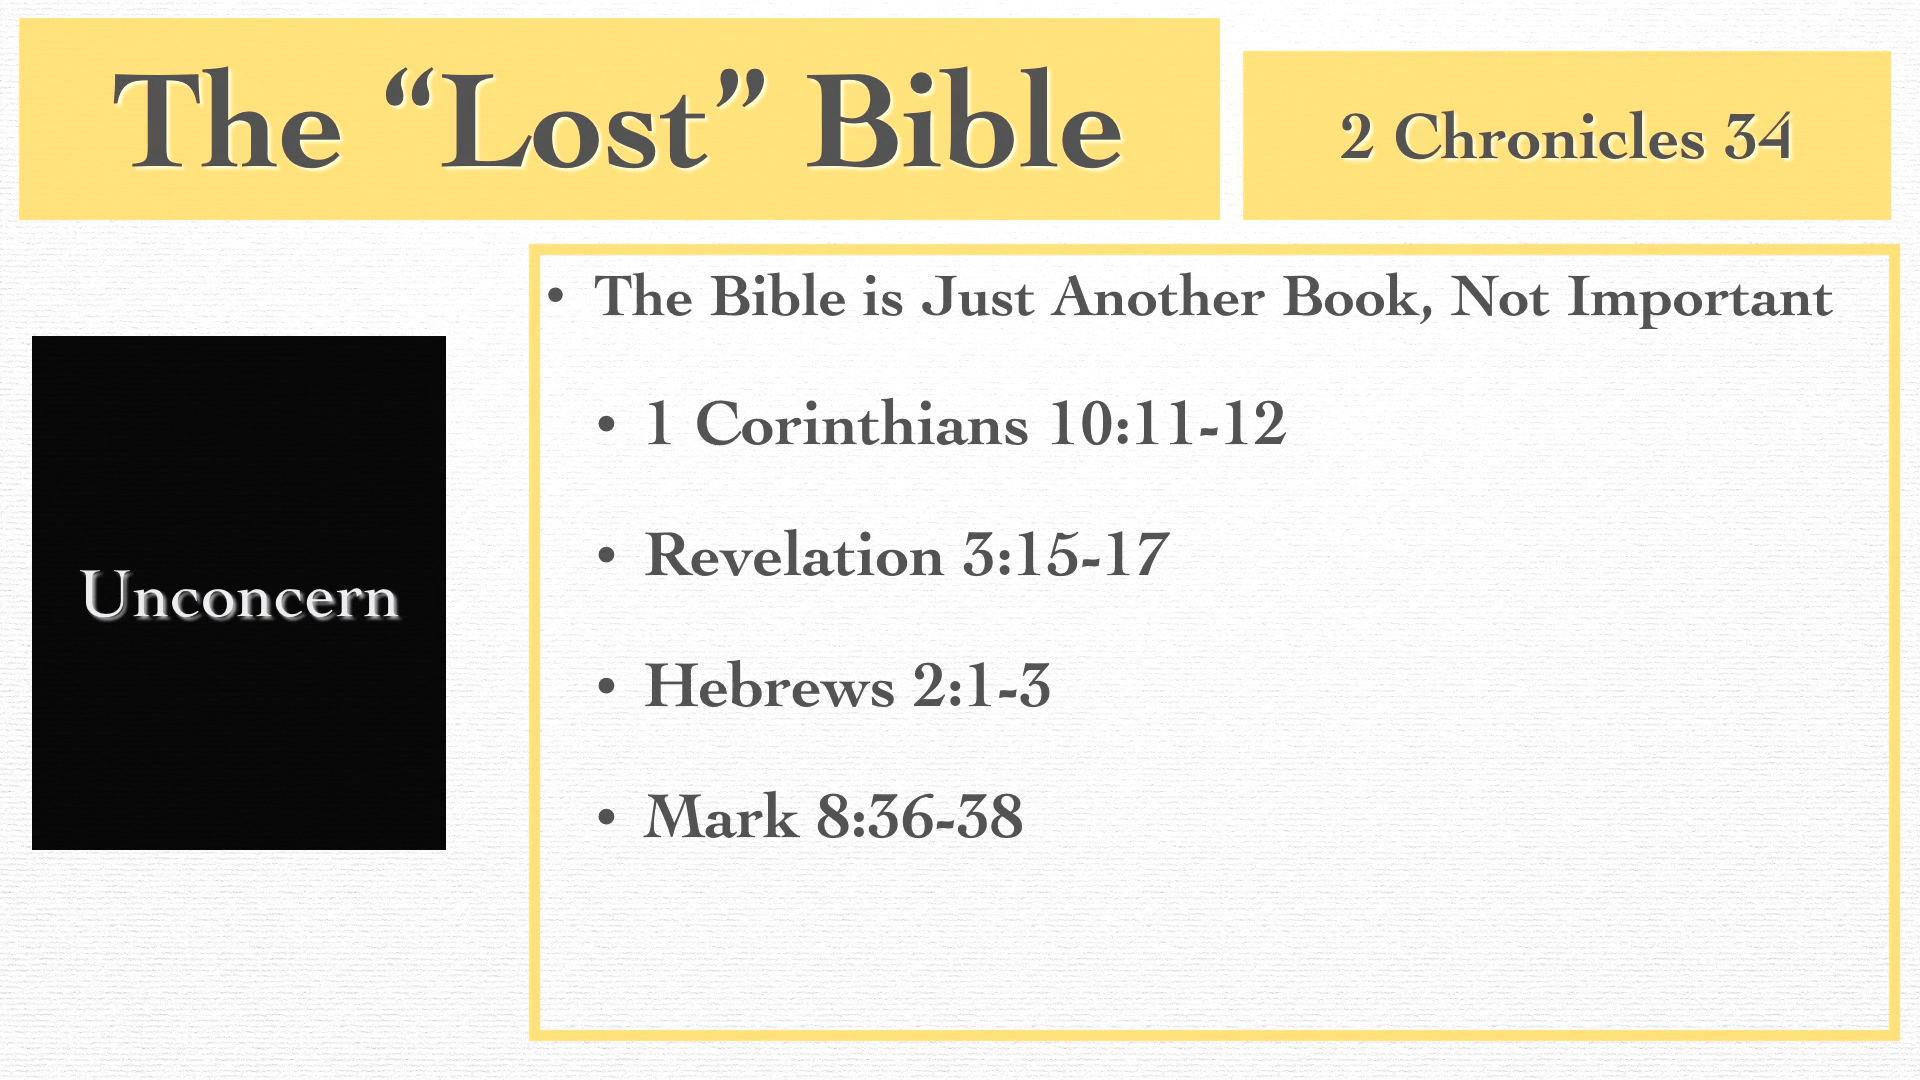 The “Lost” Bible
2 Chronicles 34
Unconcern
• The Bible is Just Another Book, Not Important
• 1 Corinthians 10:11-12
• Revelation 3:15-17
• Hebrews 2:1-3
• Mark 8:36-38